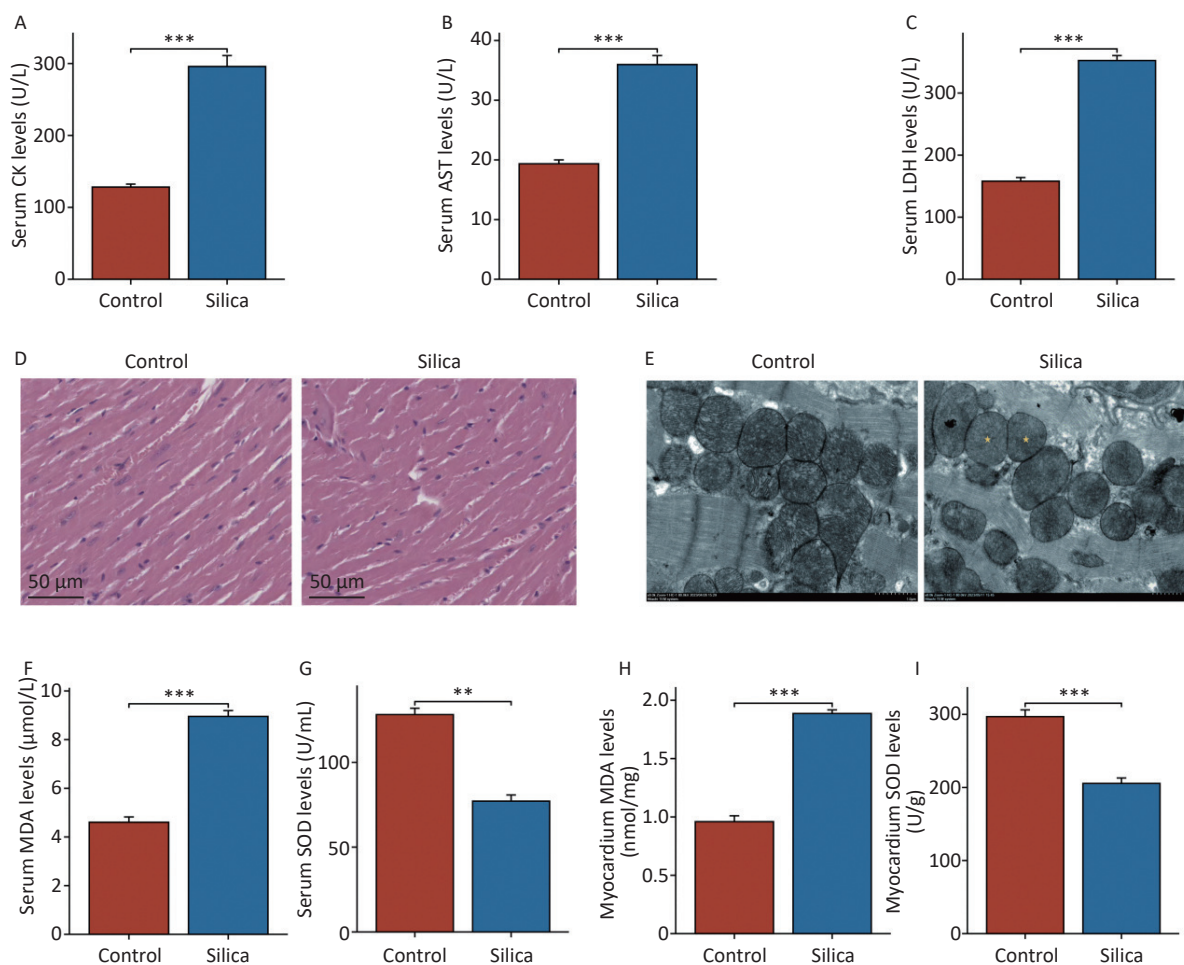 A
Serum CK levels (U/L)
300
200
100
0
***
Control
Silica
B
Serum AST levels (U/L)
40
36
20
10
0
***
Control
Silica
C
Serum LDH levels (U/L)
300
200
100
0
***
Control
Silica
D
Control
Silica
50 μm
50 μm
E
Control
Silica
F
Serum MDA levels (μmol/L)
10
8
6
4
2
0
***
Control
Silica
G
Serum SOD levels (U/mL)
100
50
0
**
Control
Silica
H
Myocardium MDA levels
(nmol/mg)
2.0
1.5
1.0
0.5
0
***
Control
Silica
I
Myocardium SOD levels
(U/g)
300
200
100
0
***
Control
Silica